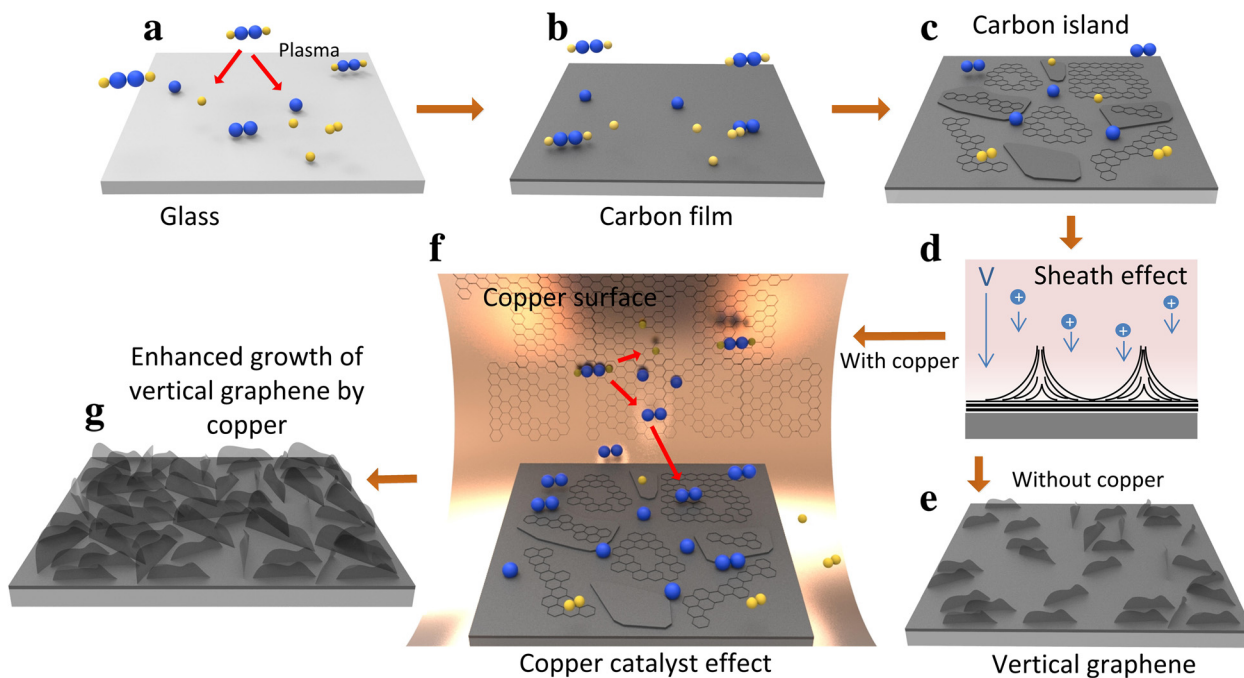 a
Plasma
Glass
b
Carbon film
c
Carbon island
d
Sheath effect
V
+
+
+
+
With copper
Without copper
e
Vertical graphene
f
Copper surface
Copper catalyst effect
g
Enhanced growth of
vertical graphene by
copper